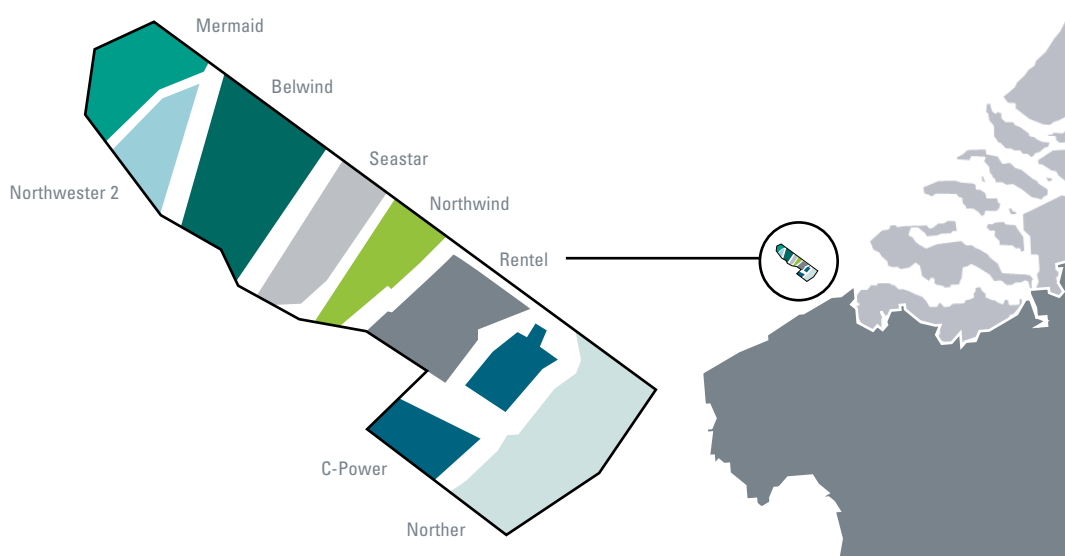 Mermaid
Belwind
Seastar
Northwester 2
Northwind
Rentel
C-Power
Norther